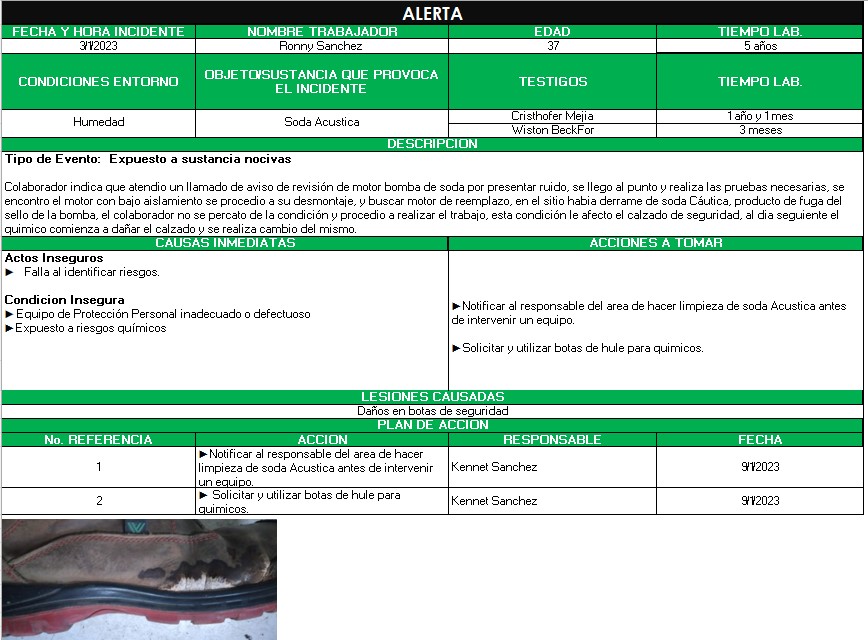 ALERTA
FECHA Y HORA INCIDENTE NOMBRE TRABAJADOR EDAD TIEMPO LAB.
3/1/2023 Ronny Sanchez 37 5 años
CONDICIONES ENTORNO OBJETO/SUSTANCIA QUE PROVOCA EL INCIDENTE TESTIGOS TIEMPO LAB.
Humedad Soda Acustica Cristhofer Mejia 1 año y 1 mes
Wiston BeckFor 3 meses
DESCRIPCION
Tipo de Evento: Expuesto a sustancia nocivas
Colaborador indica que atendio un llamado de aviso de revisión de motor bomba de soda por presentar ruido, se llego al punto y realiza las pruebas necesarias, se
encontro el motor con bajo aislamiento se procedio a su desmontaje, y buscar motor de reemplazo, en el sitio habia derrame de soda Cáutica, producto de fuga del
sello de la bomba, el colaborador no se percato de la condición y procedio a realizar el trabajo, esta condición le afecto el calzado de seguridad, al dia seguiente el
quimico comienza a dañar el calzado y se realiza cambio del mismo.
CAUSAS INMEDIATAS
Actos Inseguros
► Falla al identificar riesgos.
Condicion Insegura
► Equipo de Protección Personal inadecuado o defectuoso
►Expuesto a riesgos químicos
ACCIONES A TOMAR
►Notificar al responsable del area de hacer limpieza de soda Acustica antes
de intervenir un equipo.
►Solicitar y utilizar botas de hule para quimicos.
LESIONES CAUSADAS
Daños en botas de seguridad
PLAN DE ACCION
No. REFERENCIA ACCION RESPONSABLE FECHA
1
►Notificar al responsable del area de hacer
limpieza de soda Acustica antes de intervenir
un equipo.
Kennet Sanchez 9/1/2023
2
► Solicitar y utilizar botas de hule para
quimicos.
Kennet Sanchez 9/1/2023